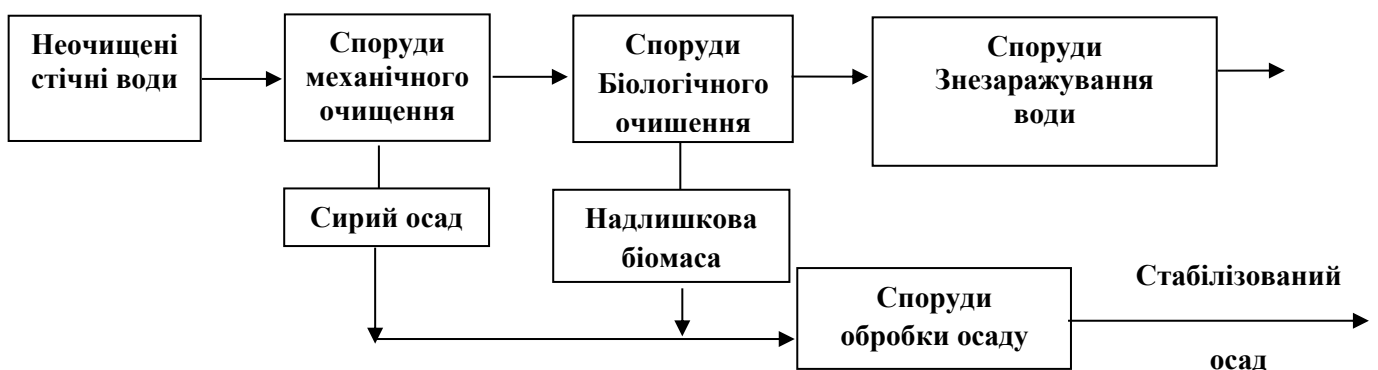 Неочищені
стічні води
Споруди
механічного
очищення
Споруди
Біологічного
очишення
Споруди
Знезаражування
води
Сирий осад
Надлишкова
біомаса
Споруди
обробки осаду
Стабілізований
осад